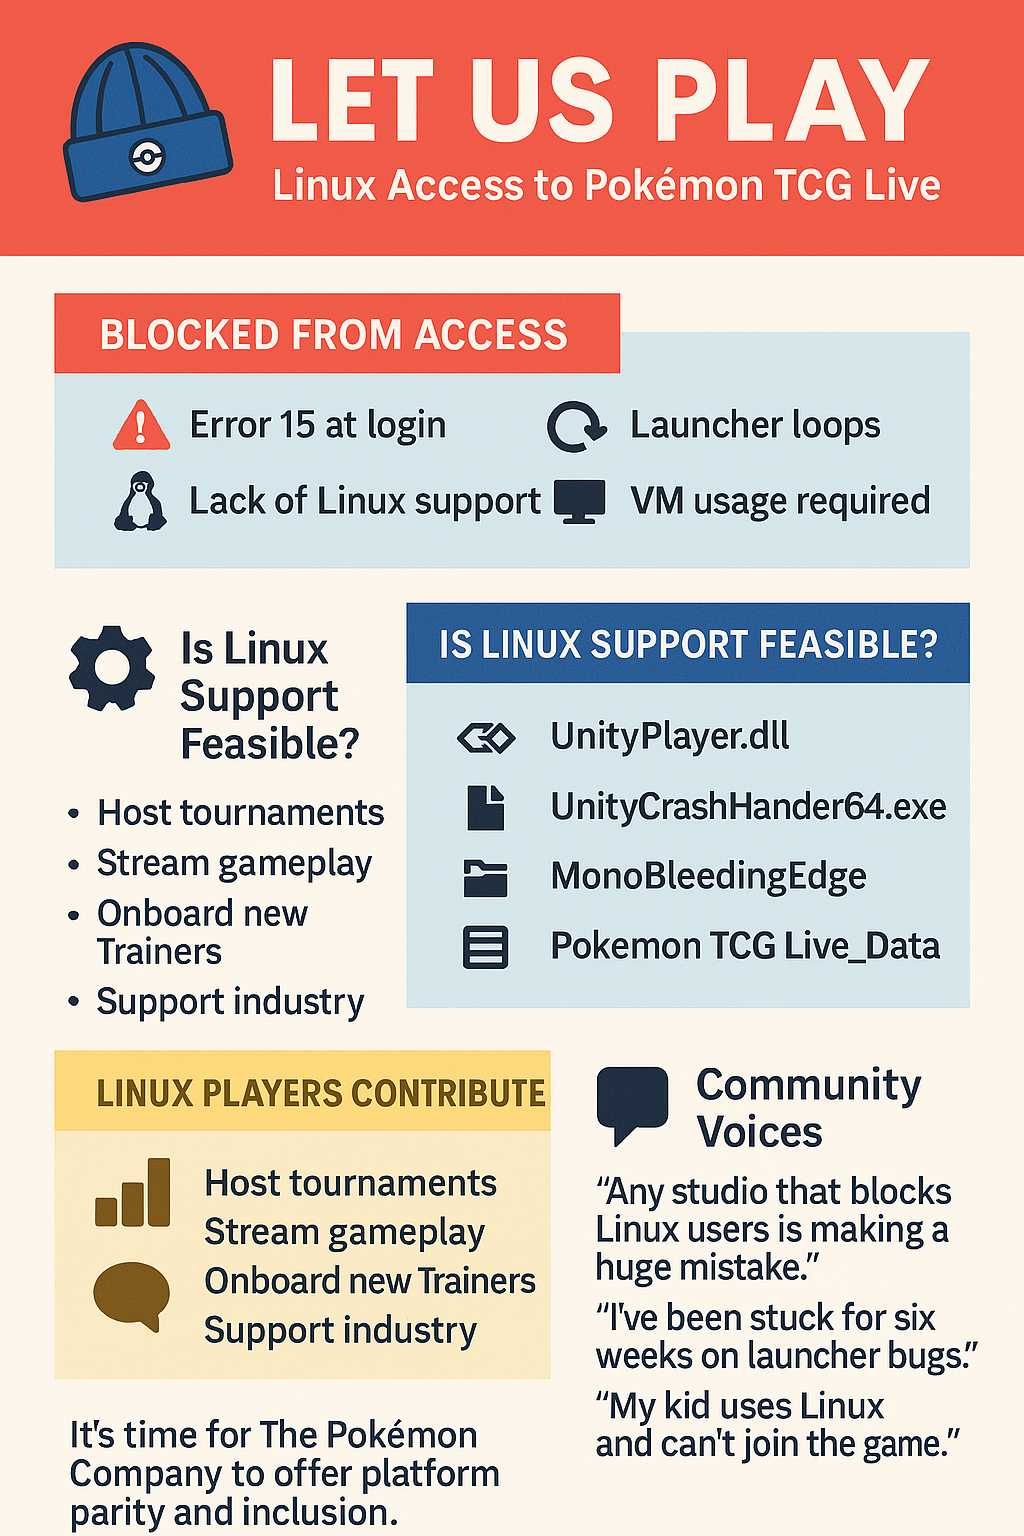 LET US PLAY
Linux Access to Pokémon TCG Live
BLOCKED FROM ACCESS
Error 15 at login
Launcher loops
Lack of Linux support
VM usage required
Is Linux
Support
Feasible?
• Host tournaments
• Stream gameplay
• Onboard new
Trainers
• Support industry
IS LINUX SUPPORT FEASIBLE?
UnityPlayer.dll
UnityCrashHander64.exe
MonoBleedingEdge
Pokemon TCG Live_Data
LINUX PLAYERS CONTRIBUTE
Host tournaments
Stream gameplay
Onboard new Trainers
Support industry
Community
Voices
“Any studio that blocks
Linux users is making a
huge mistake.”
“I've been stuck for six
weeks on launcher bugs.”
“My kid uses Linux
and can't join the game.”
It's time for The Pokémon
Company to offer platform
parity and inclusion.